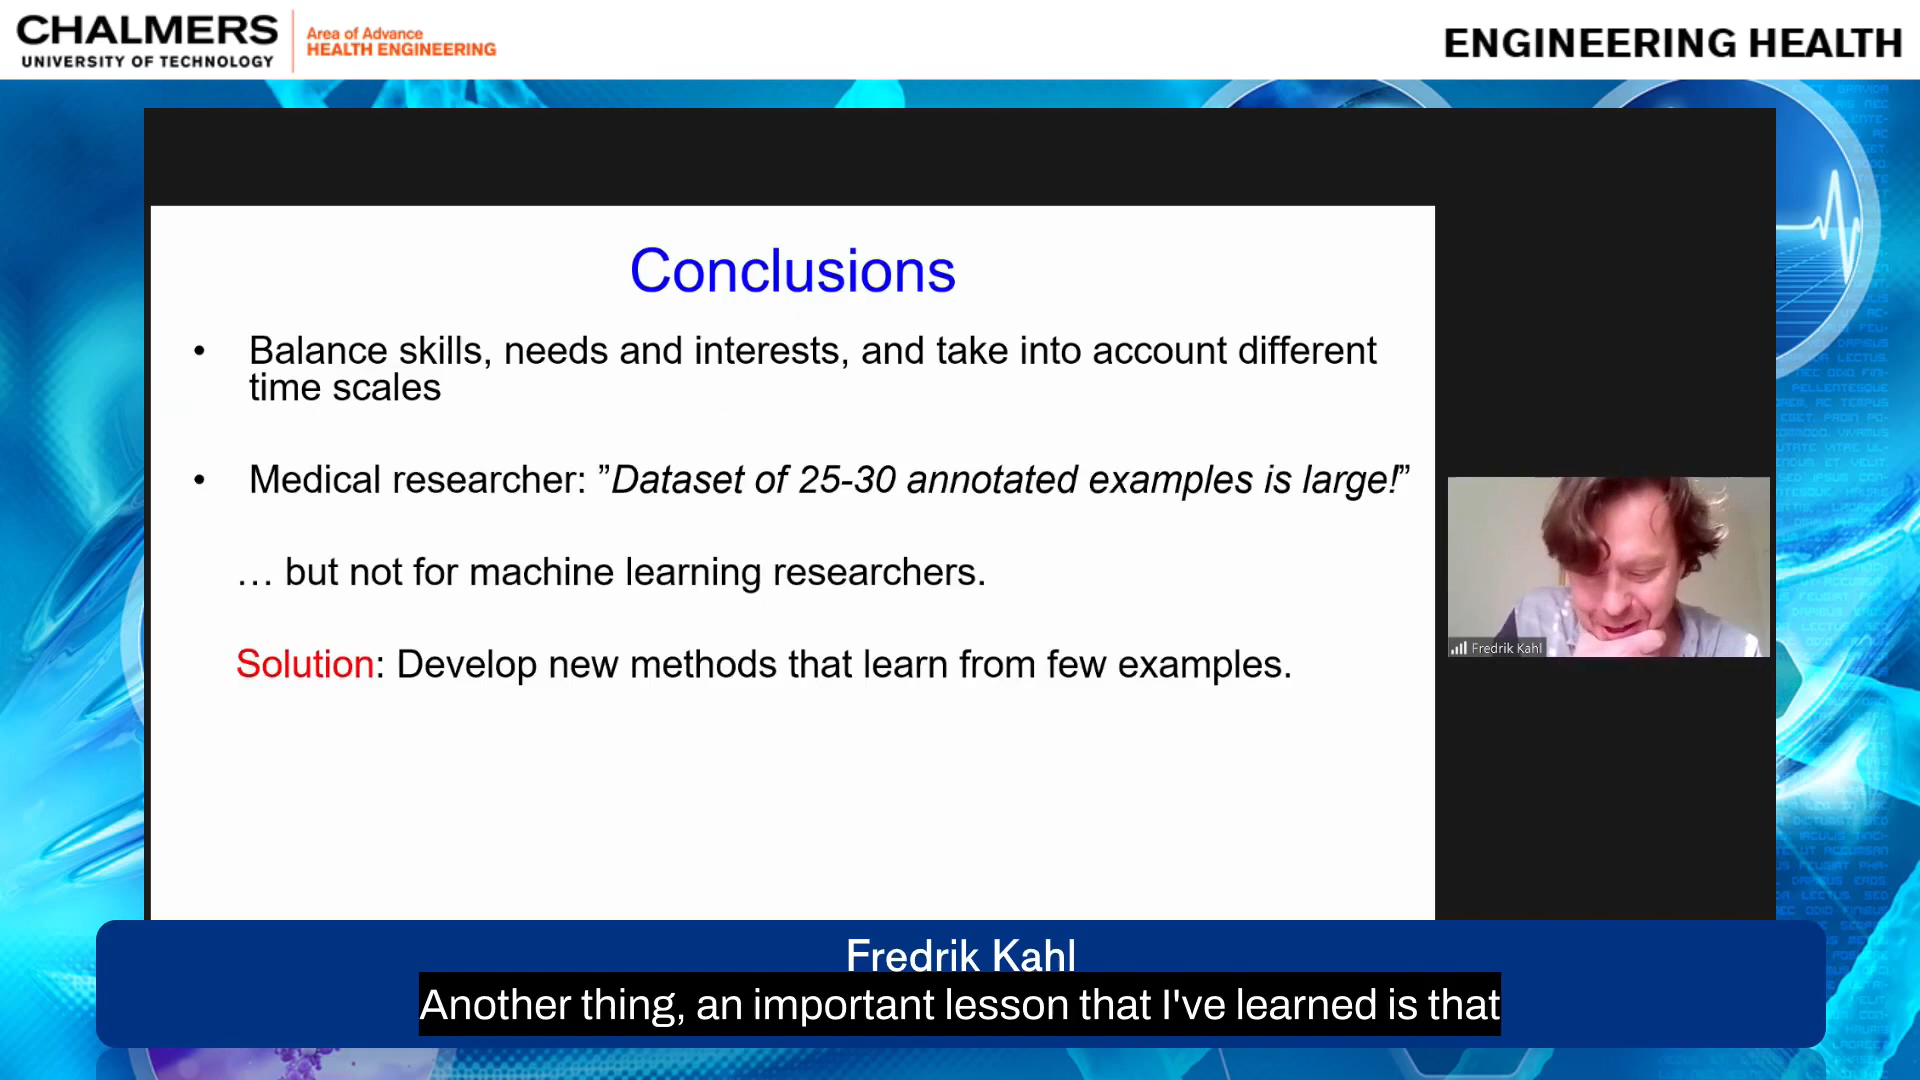 CHALMERS
UNIVERSITY OF TECHNOLOGY
Area of Advance
HEALTH ENGINEERING
ENGINEERING HEALTH
Conclusions
• Balance skills, needs and interests, and take into account different
time scales
• Medical researcher: ”Dataset of 25-30 annotated examples is large!”
… but not for machine learning researchers.
Solution: Develop new methods that learn from few examples.
Fredrik Kahl
Fredrik Kahl
Another thing, an important lesson that I've learned is that